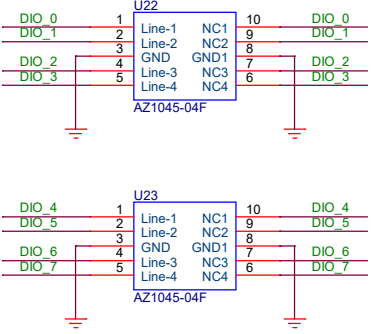 U22
DIO_0 1 Line-1 NC1 10 DIO_0
DIO_1 2 Line-2 NC2 9 DIO_1
3 GND GND1 8
DIO_2 4 Line-3 NC3 7 DIO_2
DIO_3 5 Line-4 NC4 6 DIO_3
AZ1045-04F
U23
DIO_4 1 Line-1 NC1 10 DIO_4
DIO_5 2 Line-2 NC2 9 DIO_5
3 GND GND1 8
DIO_6 4 Line-3 NC3 7 DIO_6
DIO_7 5 Line-4 NC4 6 DIO_7
AZ1045-04F